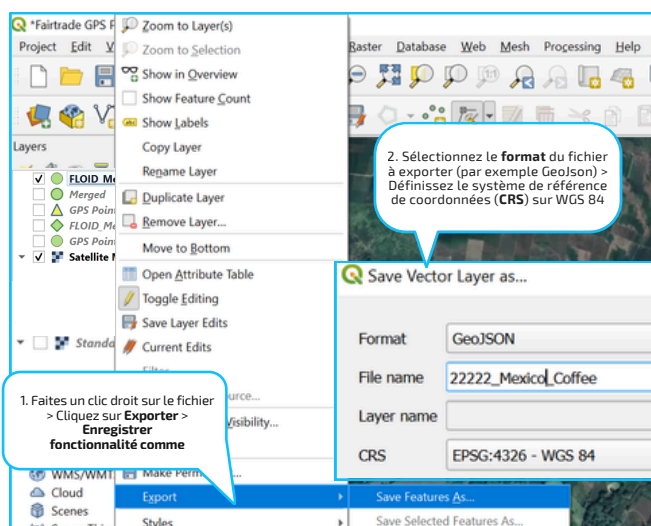 *Fairtrade GPS P
Project Edit V
Raster Database Web Mesh Processing Help
Layers
FLOID_Me
Merged
GPS Poin
FLOID_Me
GPS Poin
Satellite M
Standa
WMS/WMT
Cloud
Scenes
Zoom to Layer(s)
Zoom to Selection
Show in Overview
Show Feature Count
Show Labels
Copy Layer
Rename Layer
Duplicate Layer
Remove Layer...
Move to Bottom
Open Attribute Table
Toggle Editing
Save Layer Edits
Current Edits
urce...
Visibility...
Make Perm
Export
Styles
Save Features As...
Save Selected Features As...
1. Faites un clic droit sur le fichier
> Cliquez sur Exporter >
Enregistrer
fonctionnalité comme
2. Sélectionnez le format du fichier
à exporter (par exemple GeoJson) >
Définissez le système de référence
de coordonnées (CRS) sur WGS 84
Save Vector Layer as...
Format GeoJSON
File name 22222_Mexico_Coffee
Layer name
CRS EPSG:4326 - WGS 84